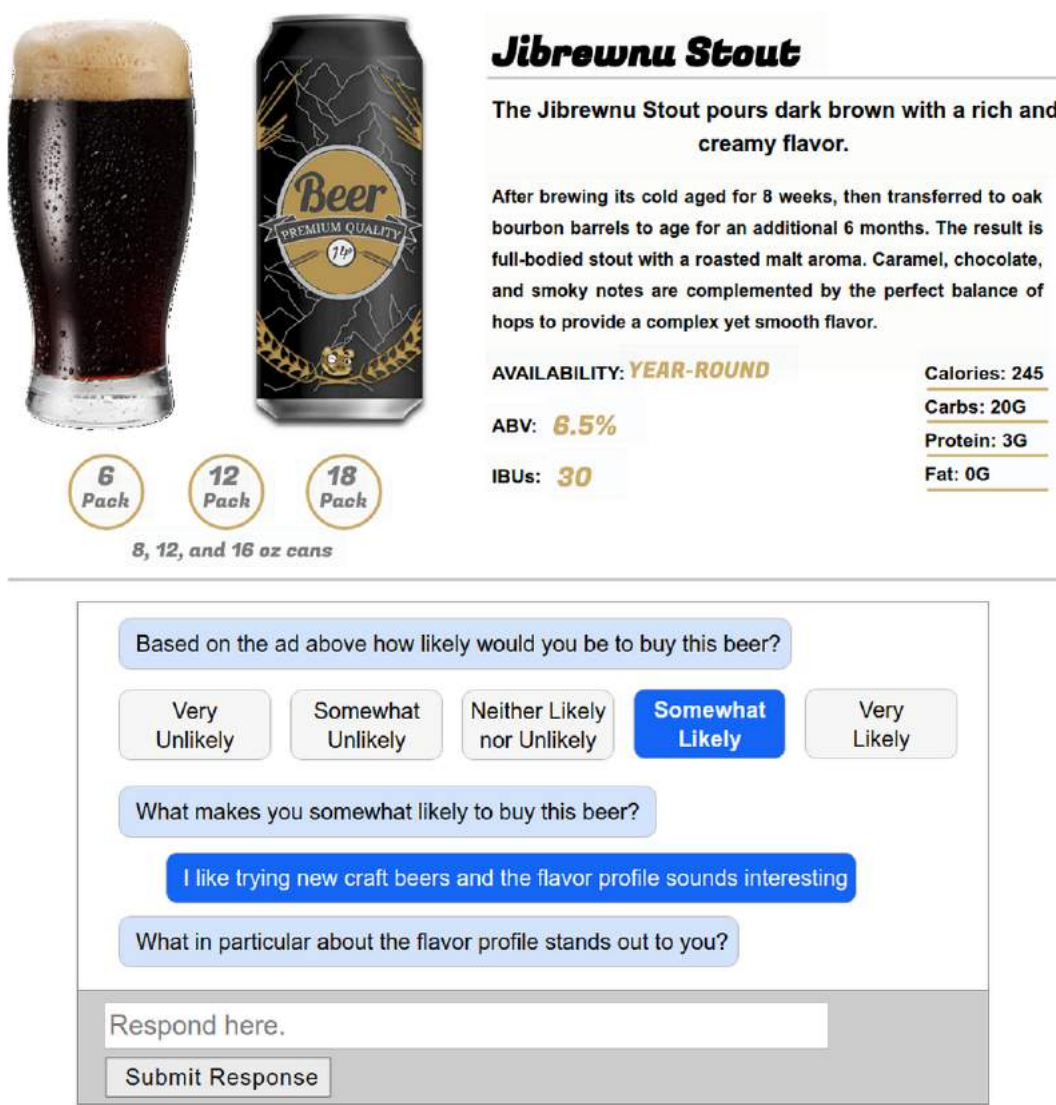 Jibrewnu Stout
The Jibrewnu Stout pours dark brown with a rich and
creamy flavor.
After brewing its cold aged for 8 weeks, then transferred to oak
bourbon barrels to age for an additional 6 months. The result is
full-bodied stout with a roasted malt aroma. Caramel, chocolate,
and smoky notes are complemented by the perfect balance of
hops to provide a complex yet smooth flavor.
AVAILABILITY: YEAR-ROUND
ABV: 6.5%
IBUs: 30
Calories: 245
Carbs: 20G
Protein: 3G
Fat: 0G
Beer
PREMIUM QUALITY
6
Pack
12
Pack
18
Pack
8, 12, and 16 oz cans
Based on the ad above how likely would you be to buy this beer?
Very
Unlikely
Somewhat
Unlikely
Neither Likely
nor Unlikely
Somewhat
Likely
Very
Likely
What makes you somewhat likely to buy this beer?
I like trying new craft beers and the flavor profile sounds interesting
What in particular about the flavor profile stands out to you?
Respond here.
Submit Response